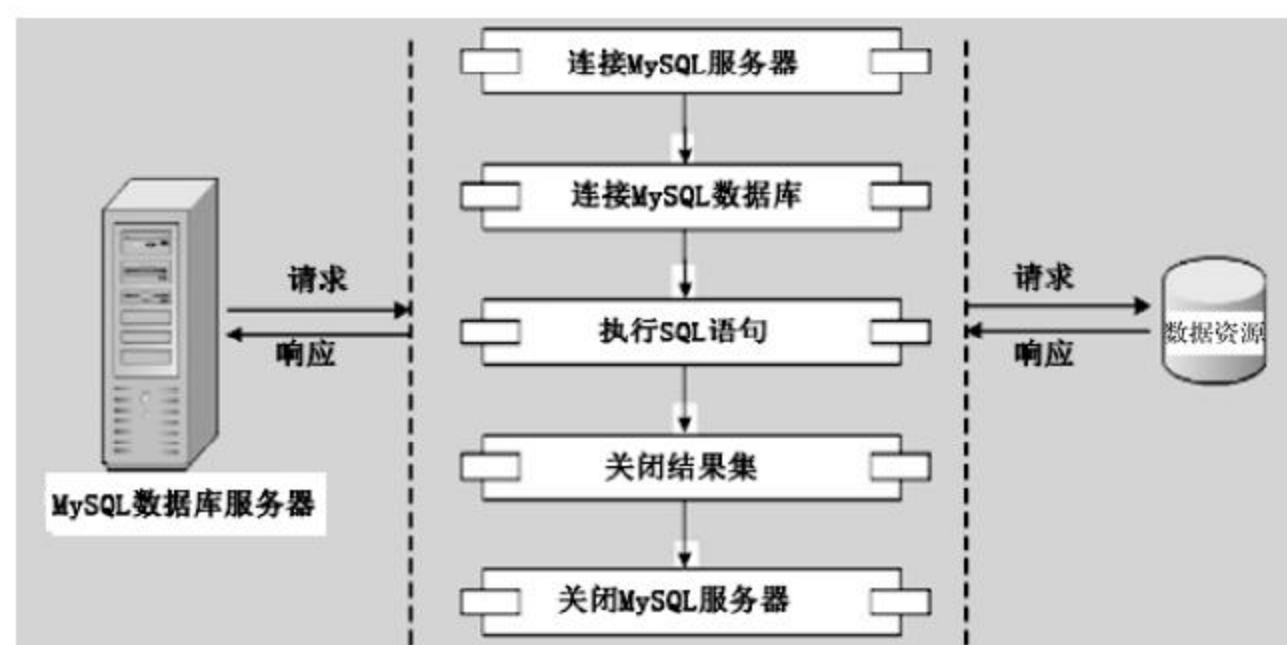 连接MySQL服务器
连接MySQL数据库
请求
请求
执行SQL语句
数据资源
响应
响应
关闭结果集
MySQL数据库服务器
关闭MySQL服务器